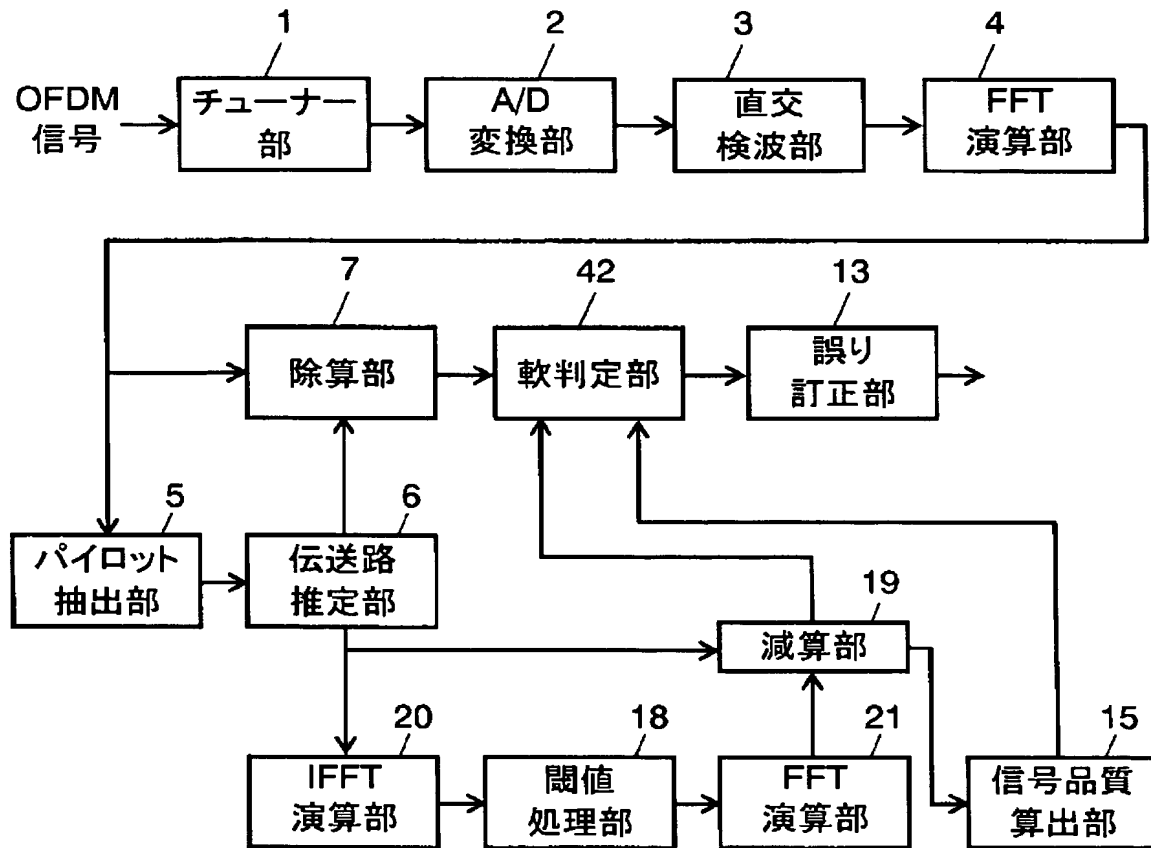 1
2
3
4
OFDM
信号
チューナー
部
A/D
変換部
直交
検波部
FFT
演算部
7
42
13
除算部
軟判定部
誤り
訂正部
5
6
パイロット
抽出部
伝送路
推定部
19
減算部
20
18
21
15
IFFT
演算部
閾値
処理部
FFT
演算部
信号品質
算出部